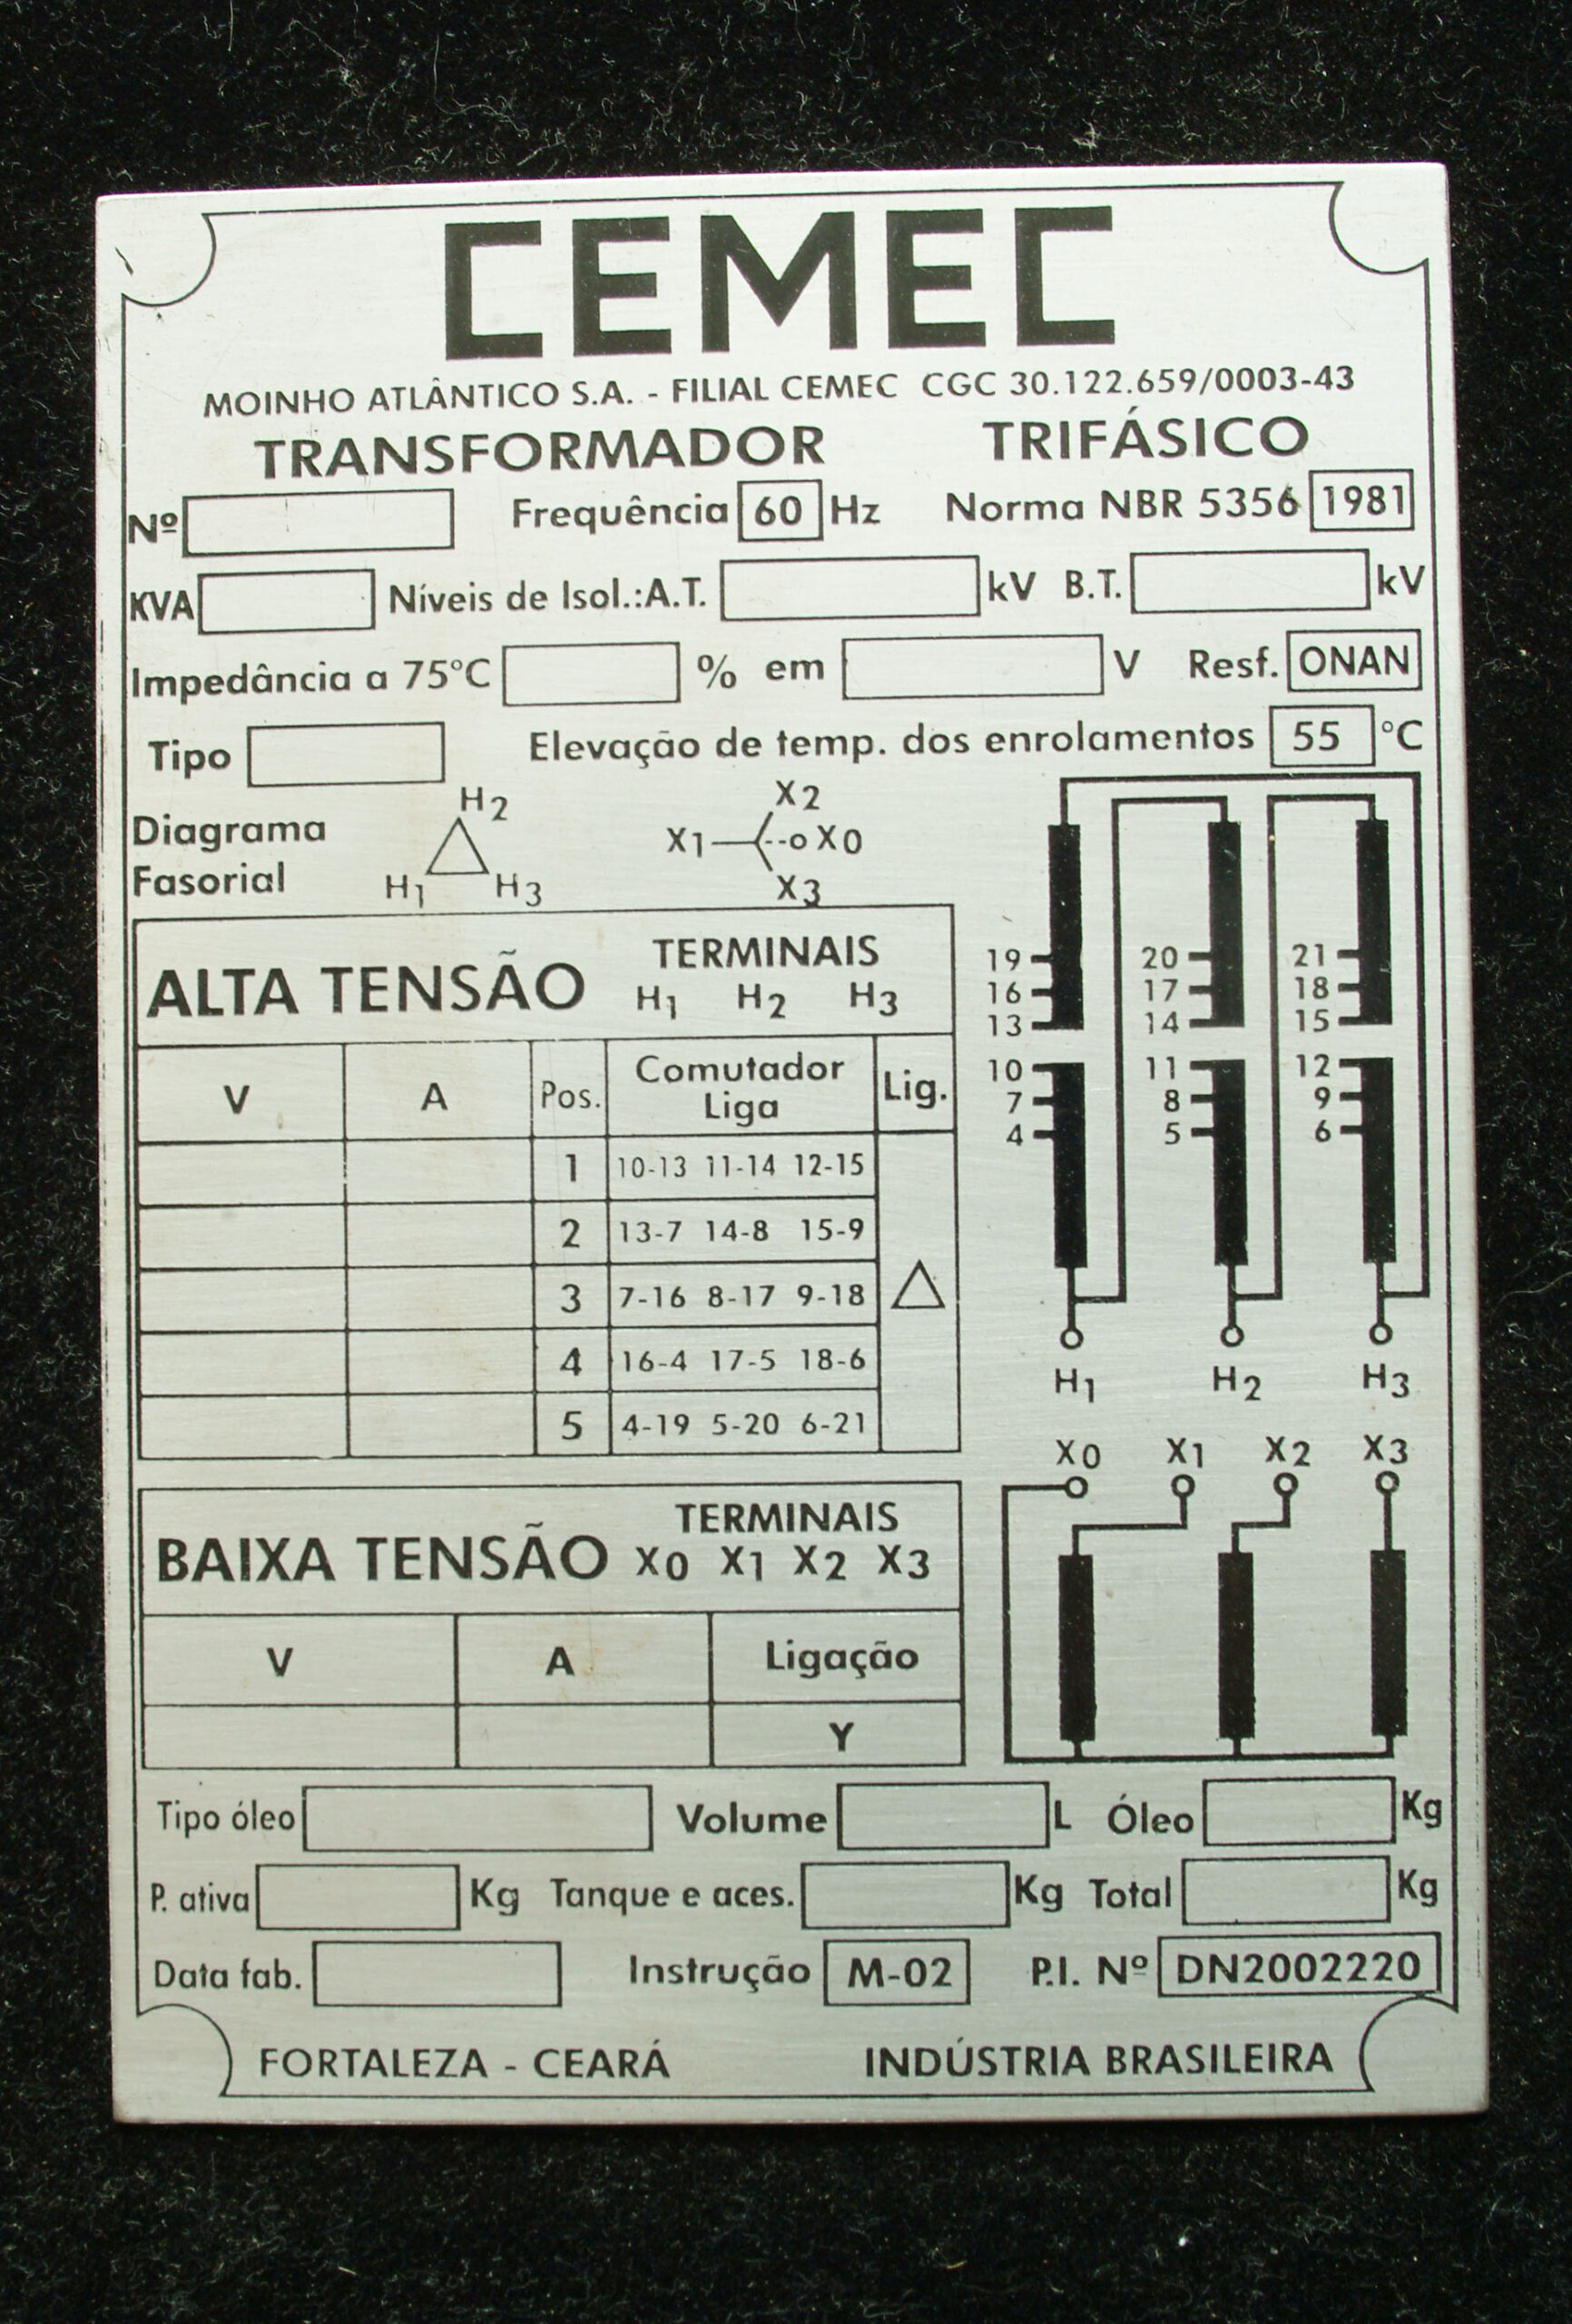 CEMEC
MOINHO ATLÂNTICO S.A. - FILIAL CEMEC CGC 30.122.659/0003-43
TRANSFORMADOR TRIFÁSICO
Nº Frequência 60 Hz Norma NBR 5356 1981
KVA Níveis de Isol.:A.T. kV B.T. kV
Impedância a 75°C % em V Resf. ONAN
Tipo Elevação de temp. dos enrolamentos 55 °C
Diagrama
Fasorial
H2
H1 H3
X2
X1 X0
X3
ALTA TENSÃO
TERMINAIS
H1 H2 H3
V A Pos. Comutador Liga Lig.
1 10-13 11-14 12-15
2 13-7 14-8 15-9
3 7-16 8-17 9-18
4 16-4 17-5 18-6
5 4-19 5-20 6-21
19 20 21
16 17 18
13 14 15
10 11 12
7 8 9
4 5 6
H1 H2 H3
X0 X1 X2 X3
BAIXA TENSÃO
TERMINAIS
X0 X1 X2 X3
V A Ligação
Y
Tipo óleo Volume L Óleo Kg
P. ativa Kg Tanque e aces. Kg Total Kg
Data fab. Instrução M-02 P.I. Nº DN2002220
FORTALEZA - CEARÁ INDÚSTRIA BRASILEIRA